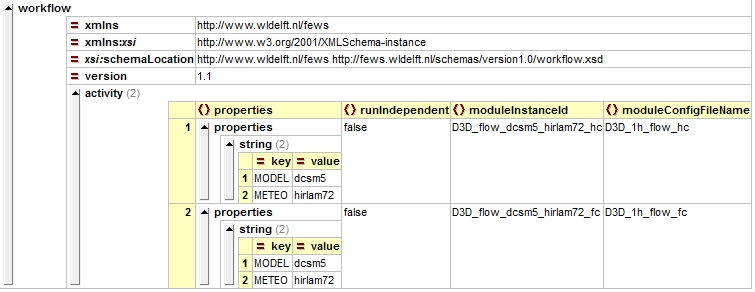 workflow
= xmlns http://www.wldelft.nl/fews
= xmlns:xsi http://www.w3.org/2001/XMLSchema-instance
= xsi:schemaLocation http://www.wldelft.nl/fews http://fews.wldelft.nl/schemas/version1.0/workflow.xsd
= version 1.1
activity (2)
<> properties <> runIndependent <> moduleInstanceId <> moduleConfigFileName
1 properties false D3D_flow_dcsm5_hirlam72_hc D3D_1h_flow_hc
string (2)
= key = value
1 MODEL dcsm5
2 METEO hirlam72
2 properties false D3D_flow_dcsm5_hirlam72_fc D3D_1h_flow_fc
string (2)
= key = value
1 MODEL dcsm5
2 METEO hirlam72